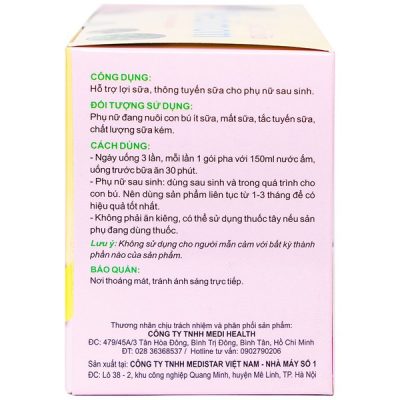 CÔNG DỤNG:
Hỗ trợ lợi sữa, thông tuyến sữa cho phụ nữ sau sinh.
ĐỐI TƯỢNG SỬ DỤNG:
Phụ nữ đang nuôi con bú ít sữa, mất sữa, tắc tuyến sữa,
chất lượng sữa kém.
CÁCH DÙNG:
- Ngày uống 3 lần, mỗi lần 1 gói pha với 150ml nước ấm,
uống trước bữa ăn 30 phút.
- Phụ nữ sau sinh: dùng sau sinh và trong quá trình cho
con bú. Nên dùng sản phẩm liên tục từ 1-3 tháng để có
hiệu quả tốt nhất.
- Không phải ăn kiêng, có thể sử dụng thuốc tây nếu sản
phụ đang dùng thuốc.
Lưu ý: Không sử dụng cho người mẫn cảm với bất kỳ thành
phần nào của sản phẩm.
BẢO QUẢN:
Nơi thoáng mát, tránh ánh sáng trực tiếp.
Thương nhân chịu trách nhiệm và phân phối sản phẩm:
CÔNG TY TNHH MEDI HEALTH
ĐC: 479/45A/3 Tân Hòa Đông, Bình Trị Đông, Bình Tân, Hồ Chí Minh
ĐT: 028 36368537 / Hotline tư vấn: 0902790206
Sản xuất tại: CÔNG TY TNHH MEDISTAR VIỆT NAM - NHÀ MÁY SỐ 1
ĐC: Lô 38 - 2, khu công nghiệp Quang Minh, huyện Mê Linh, TP. Hà Nội